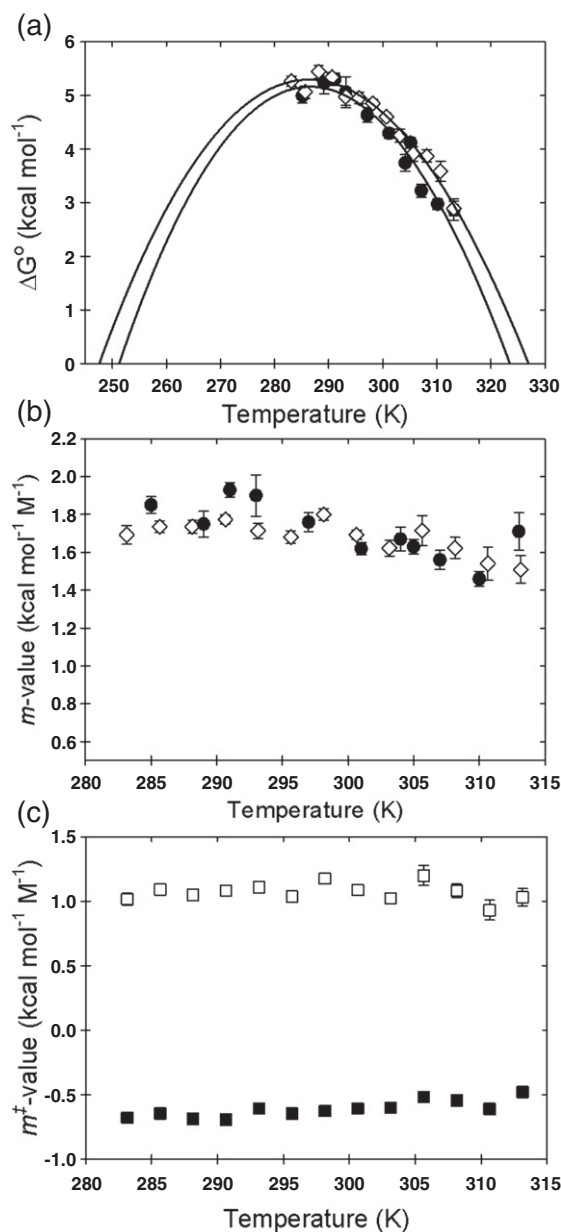 (a)
6
5
4
3
2
1
0
ΔG° (kcal mol⁻¹)
250 260 270 280 290 300 310 320 330
Temperature (K)
(b)
2.2
2.0
1.8
1.6
1.4
1.2
1.0
0.8
0.6
m-value (kcal mol⁻¹ M⁻¹)
280 285 290 295 300 305 310 315
Temperature (K)
(c)
1.5
1.0
0.5
0.0
-0.5
-1.0
m‡-value (kcal mol⁻¹ M⁻¹)
280 285 290 295 300 305 310 315
Temperature (K)